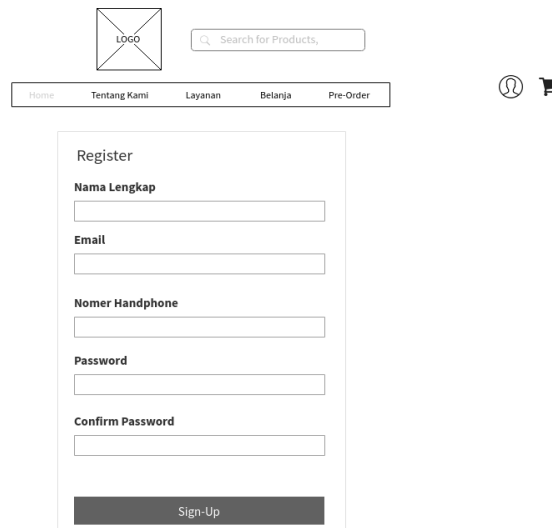 LOGO
Search for Products,
Home Tentang Kami Layanan Belanja Pre-Order
Register
Nama Lengkap
Email
Nomer Handphone
Password
Confirm Password
Sign-Up